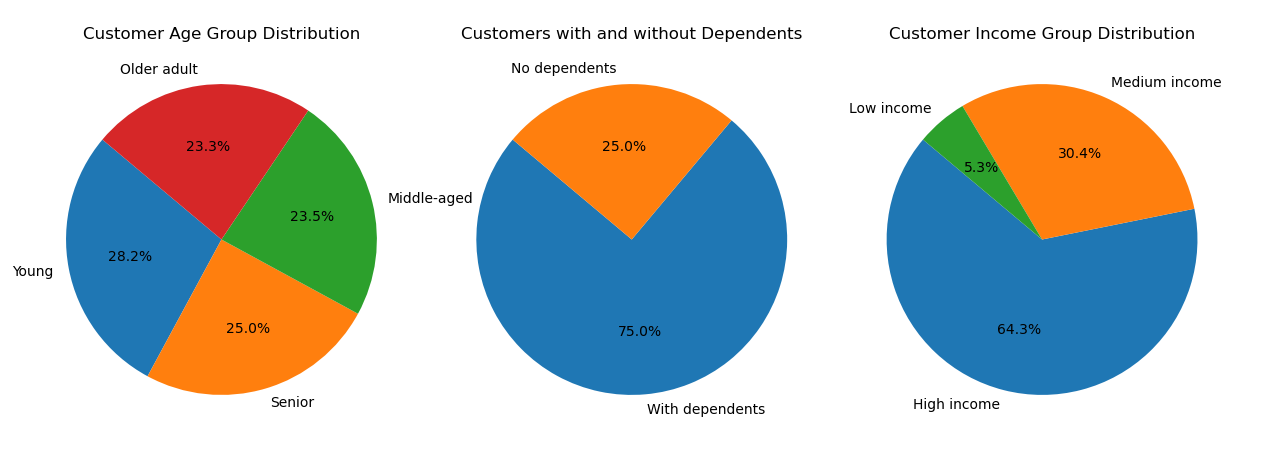 Customer Age Group Distribution
Older adult
23.3%
Middle-aged
23.5%
28.2%
Young
25.0%
Senior
Customers with and without Dependents
No dependents
25.0%
75.0%
With dependents
Customer Income Group Distribution
Medium income
Low income
30.4%
5.3%
64.3%
High income